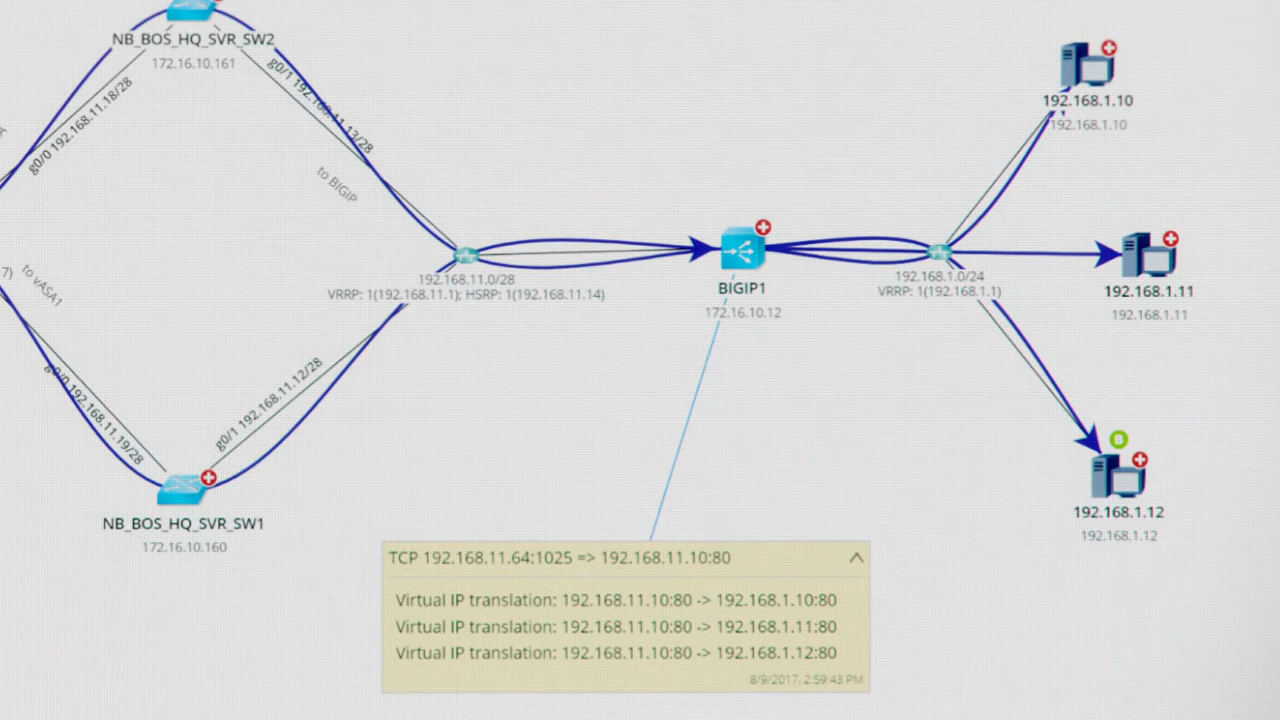 NB_BOS_HQ_SVR_SW2
172.16.10.161
g0/0 192.168.11.18/28
g0/1 192.168.11.13/28
to BIGIP
192.168.11.0/28
VRRP: 1(192.168.11.1); HSRP: 1(192.168.11.14)
BIGIP1
172.16.10.12
192.168.1.0/24
VRRP: 1(192.168.1.1)
192.168.1.10
192.168.1.10
192.168.1.11
192.168.1.11
192.168.1.12
192.168.1.12
7)
to vASA1
g0/0 192.168.11.19/28
g0/1 192.168.11.12/28
NB_BOS_HQ_SVR_SW1
172.16.10.160
TCP 192.168.11.64:1025 => 192.168.11.10:80
Virtual IP translation: 192.168.11.10:80 -> 192.168.1.10:80
Virtual IP translation: 192.168.11.10:80 -> 192.168.1.11:80
Virtual IP translation: 192.168.11.10:80 -> 192.168.1.12:80
8/9/2017, 2:59:43 PM